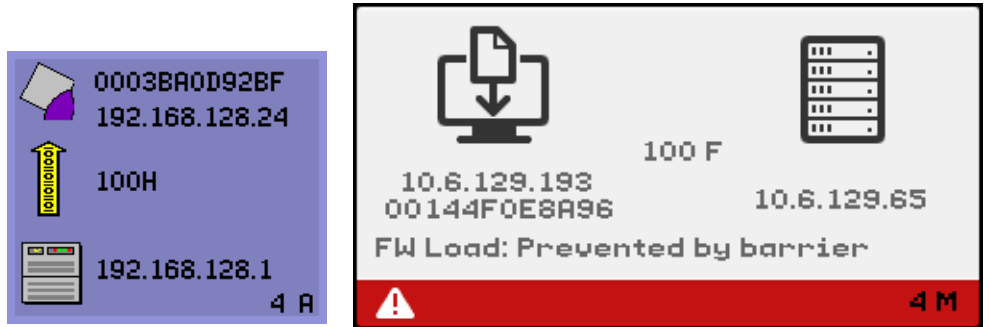 0003BA0D92BF
192.168.128.24
100H
192.168.128.1
4 A
100 F
10.6.129.193
00144F0E8A96
10.6.129.65
FW Load: Prevented by barrier
4 M